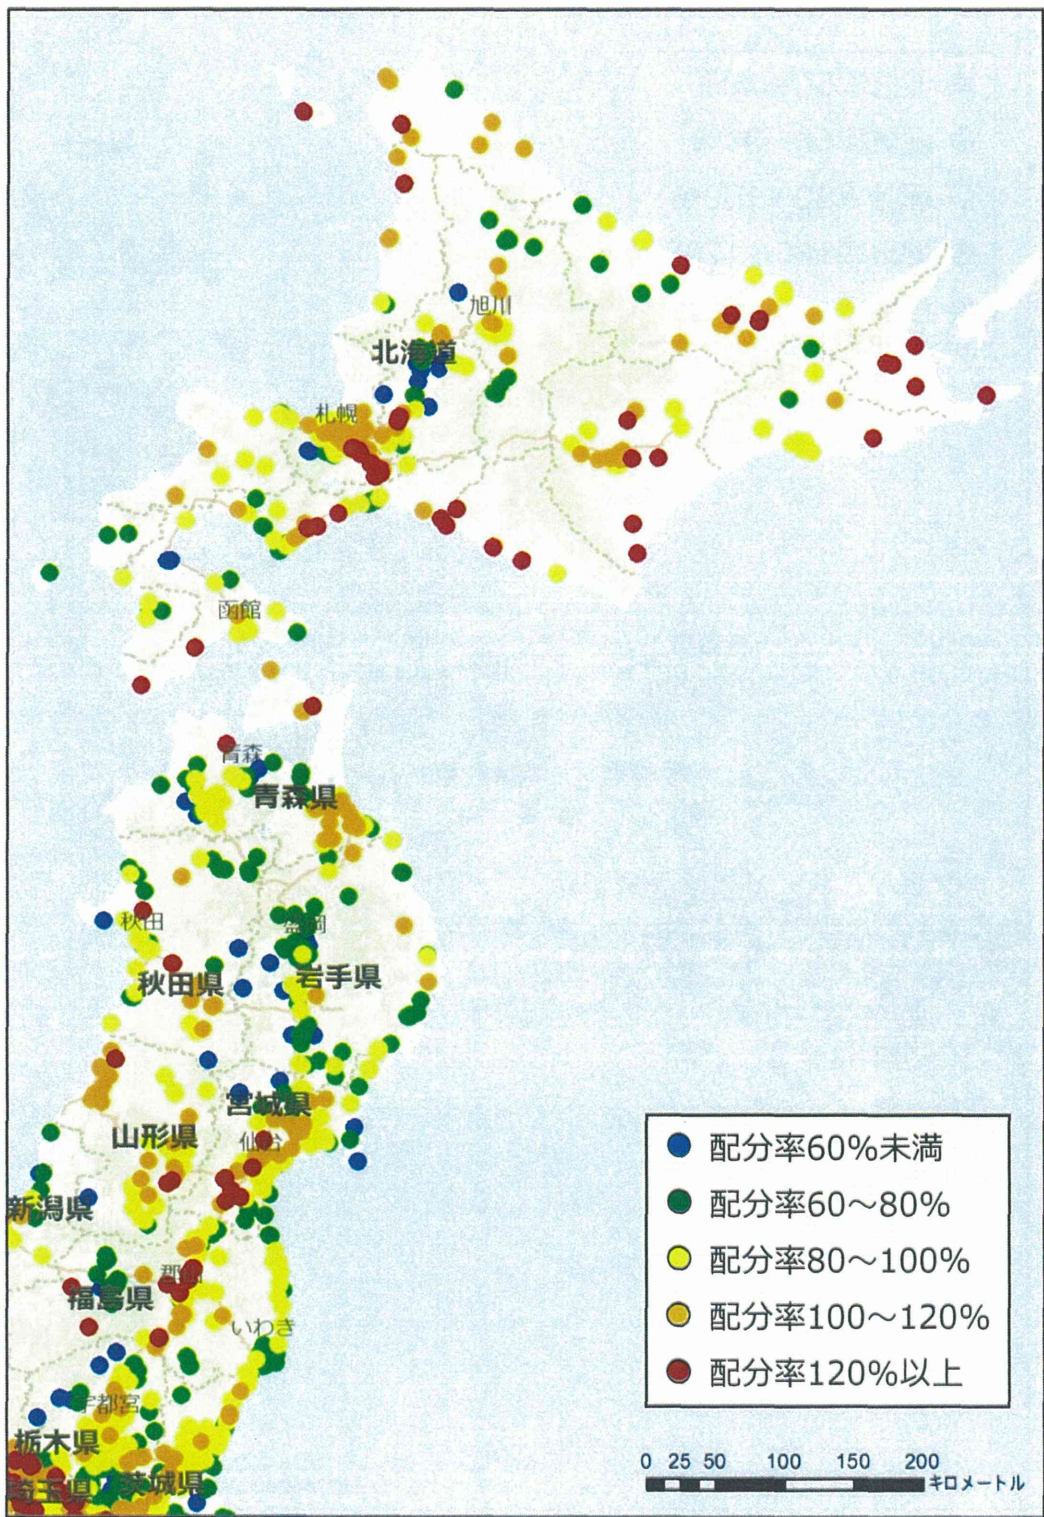 旭川
北海道
札幌
函館
青森
青森県
秋田
盛岡
秋田県
岩手県
宮城県
山形県
仙台
新潟県
郡山
福島県
いわき
宇都宮
栃木県
茨城県
埼玉県
配分率60%未満
配分率60～80%
配分率80～100%
配分率100～120%
配分率120%以上
0 25 50 100 150 200
キロメートル